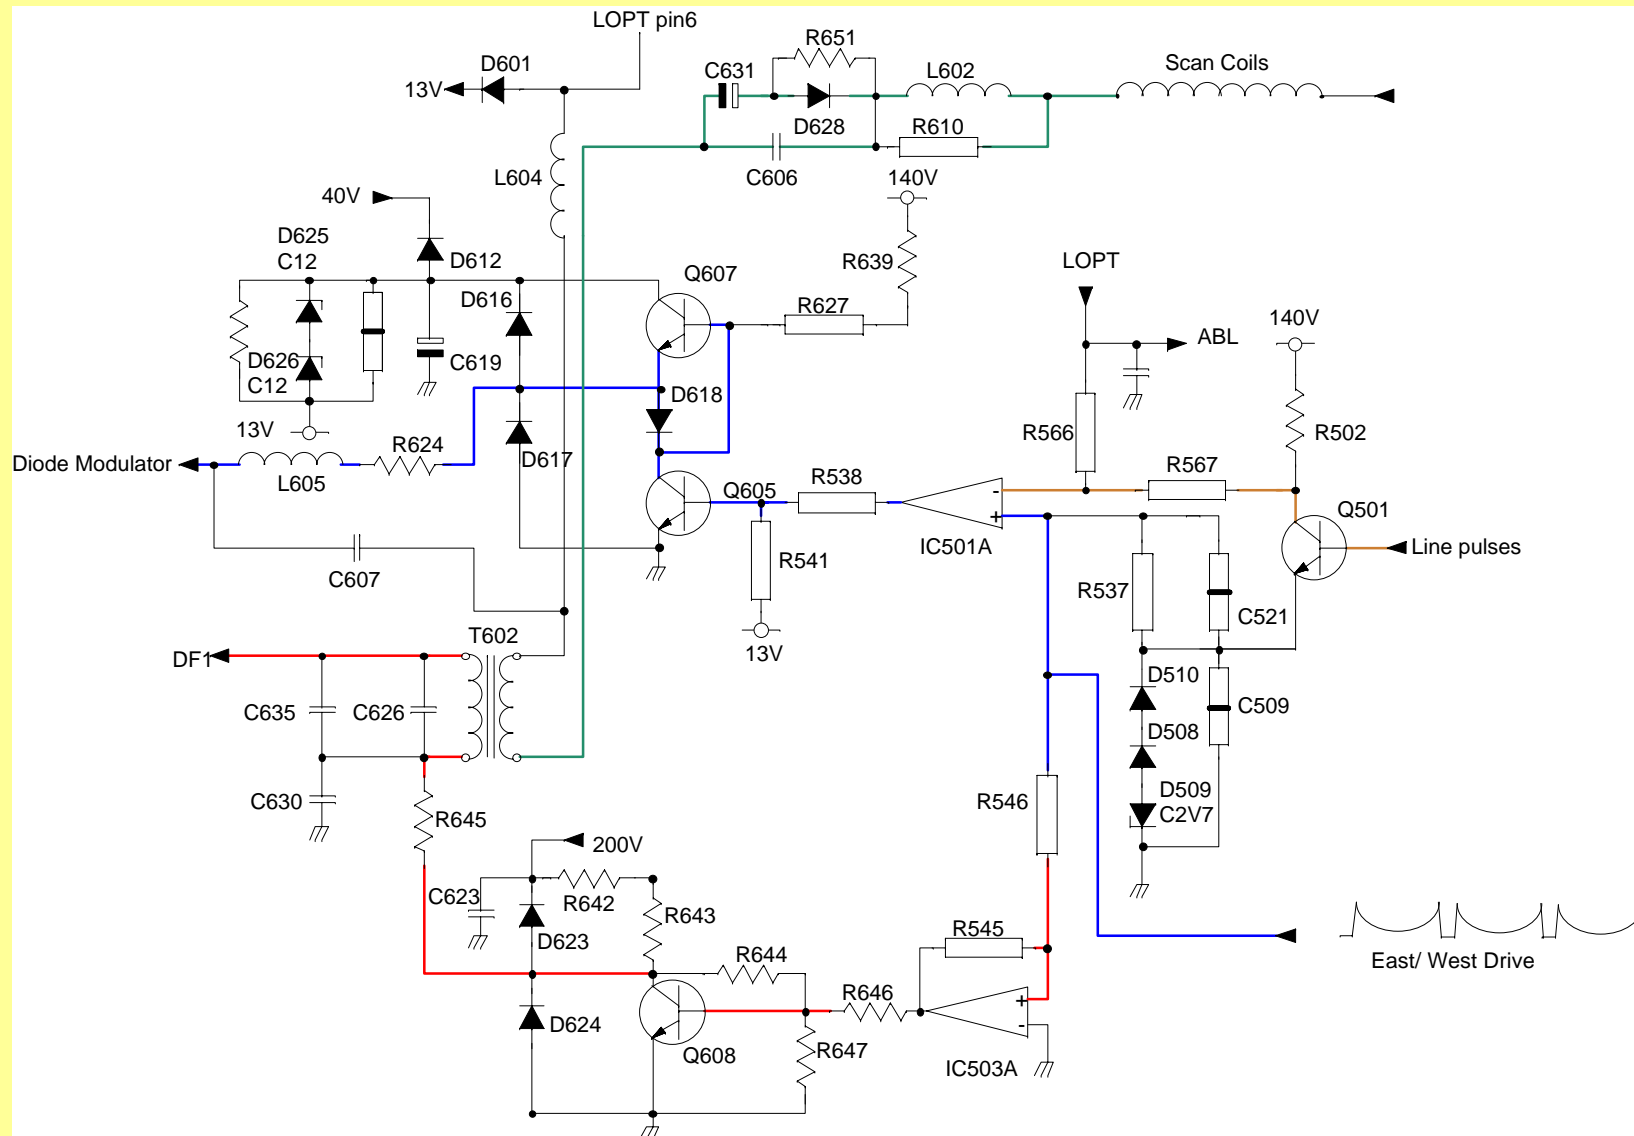 LOPT pin6
R651
D601
C631
L602
Scan Coils
13V
D628
R610
L604
C606
140V
40V
D625
C12
D612
Q607
R639
LOPT
D616
R627
140V
ABL
D626
C12
C619
D618
R566
R502
13V
R624
D617
Diode Modulator
L605
R538
Q605
R567
Q501
IC501A
Line pulses
C607
R541
R537
C521
T602
13V
DF1
D510
C635
C626
C509
D508
C630
R546
D509
C2V7
R645
200V
C623
R642
R643
D623
R545
R644
East/ West Drive
R646
D624
R647
Q608
IC503A
+
-
-
+